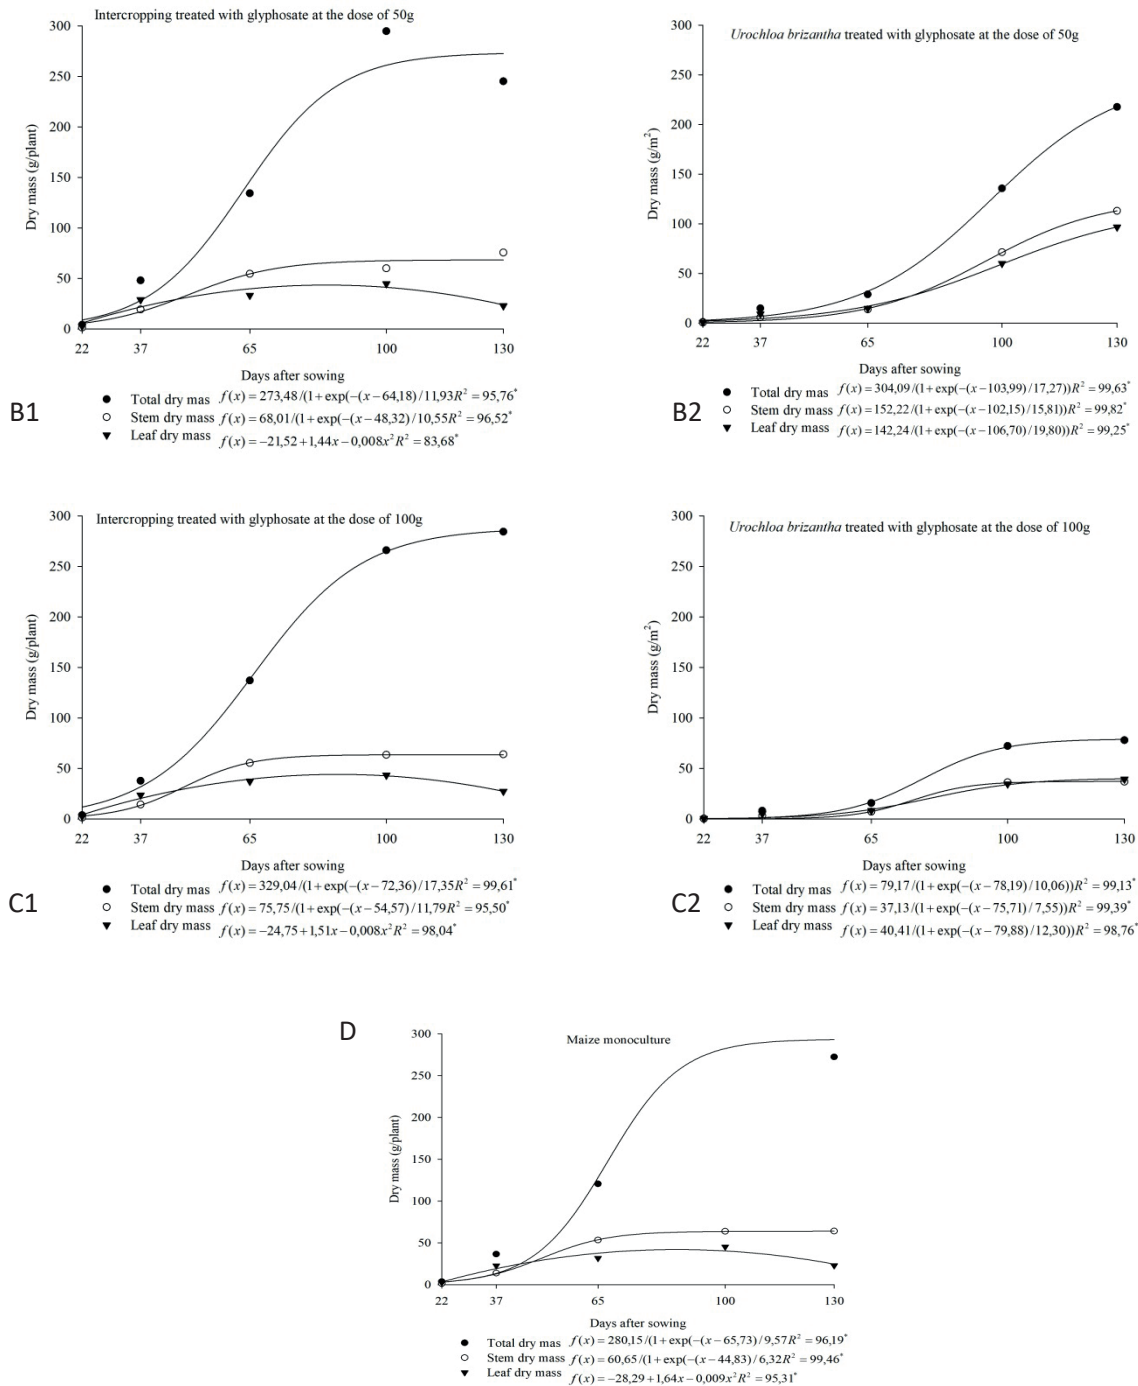 Intercropping treated with glyphosate at the dose of 50g
300
250
200
150
100
50
0
Dry mass (g/plant)
22 37 65 100 130
Days after sowing
B1
Total dry mas f(x) = 273,48/(1+exp(−(x−64,18)/11,93R² = 95,76*
Stem dry mass f(x) = 68,01/(1+exp(−(x−48,32)/10,55R² = 96,52*
Leaf dry mass f(x) = −21,52+1,44x−0,008x²R² = 83,68*
Urochloa brizantha treated with glyphosate at the dose of 50g
300
250
200
150
100
50
0
Dry mass (g/m²)
22 37 65 100 130
Days after sowing
B2
Total dry mas f(x) = 304,09/(1+exp(−(x−103,99)/17,27))R² = 99,63*
Stem dry mass f(x) = 152,22/(1+exp(−(x−102,15)/15,81))R² = 99,82*
Leaf dry mass f(x) = 142,24/(1+exp(−(x−106,70)/19,80))R² = 99,25*
Intercropping treated with glyphosate at the dose of 100g
300
250
200
150
100
50
0
Dry mass (g/plant)
22 37 65 100 130
Days after sowing
C1
Total dry mas f(x) = 329,04/(1+exp(−(x−72,36)/17,35R² = 99,61*
Stem dry mass f(x) = 75,75/(1+exp(−(x−54,57)/11,79R² = 95,50*
Leaf dry mass f(x) = −24,75+1,51x−0,008x²R² = 98,04*
Urochloa brizantha treated with glyphosate at the dose of 100g
300
250
200
150
100
50
0
Dry mass (g/m²)
22 37 65 100 130
Days after sowing
C2
Total dry mas f(x) = 79,17/(1+exp(−(x−78,19)/10,06))R² = 99,13*
Stem dry mass f(x) = 37,13/(1+exp(−(x−75,71)/7,55))R² = 99,39*
Leaf dry mass f(x) = 40,41/(1+exp(−(x−79,88)/12,30))R² = 98,76*
D
Maize monoculture
300
250
200
150
100
50
0
Dry mass (g/plant)
22 37 65 100 130
Days after sowing
Total dry mas f(x) = 280,15/(1+exp(−(x−65,73)/9,57R² = 96,19*
Stem dry mass f(x) = 60,65/(1+exp(−(x−44,83)/6,32R² = 99,46*
Leaf dry mass f(x) = −28,29+1,64x−0,009x²R² = 95,31*